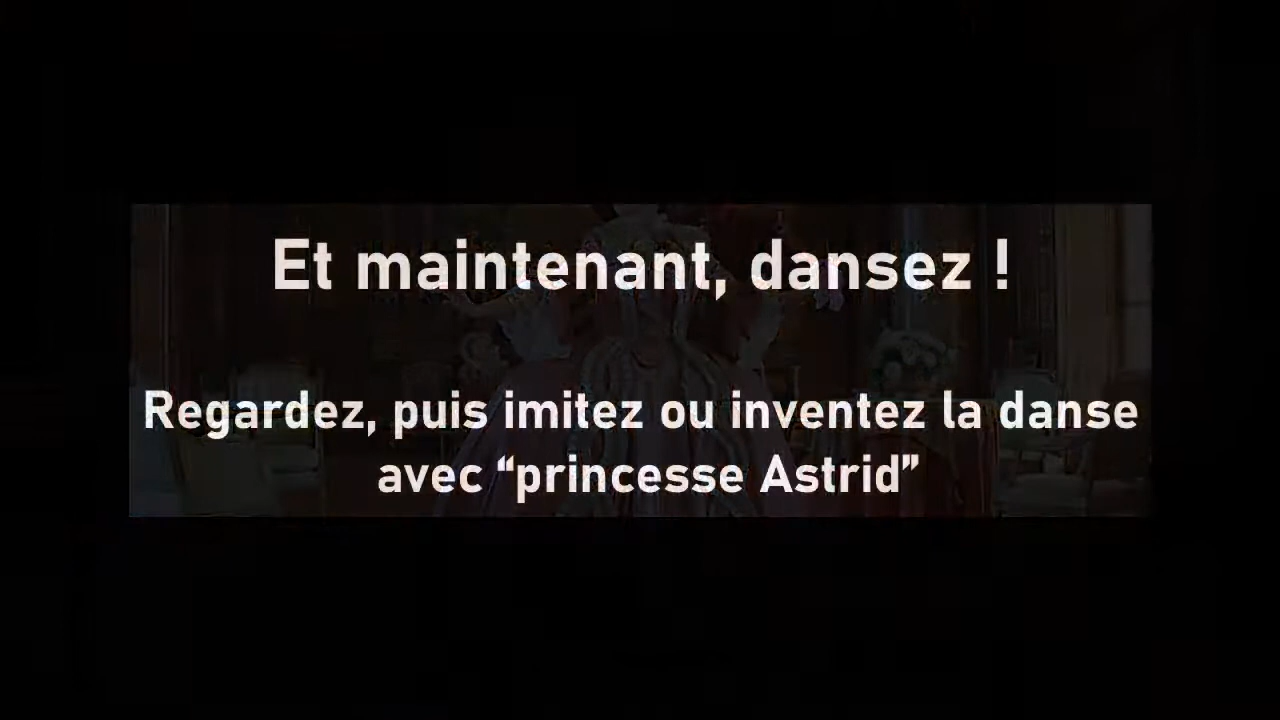 Et maintenant, dansez !
Regardez, puis imitez ou inventez la danse
avec “princesse Astrid”